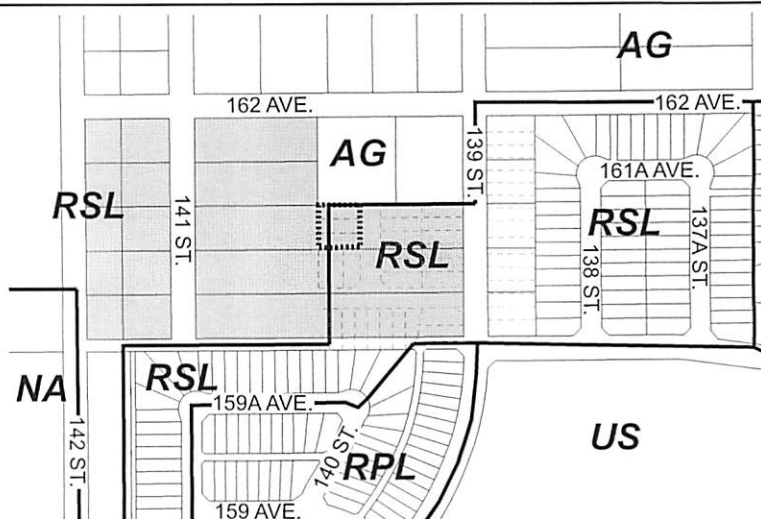 AG
162 AVE.
162 AVE.
AG
139 ST.
161A AVE.
RSL
141 ST.
RSL
137A ST.
RSL
138 ST.
RSL
NA
159A AVE.
142 ST.
140 ST.
RPL
US
159 AVE.